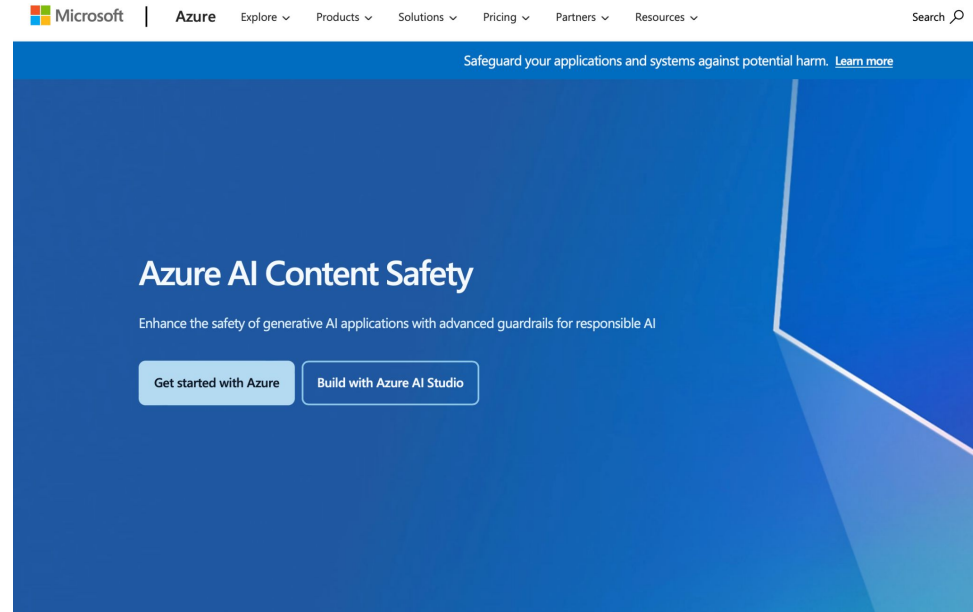 Microsoft | Azure Explore Products Solutions Pricing Partners Resources Search
Safeguard your applications and systems against potential harm. Learn more
Azure AI Content Safety
Enhance the safety of generative AI applications with advanced guardrails for responsible AI
Get started with Azure Build with Azure AI Studio